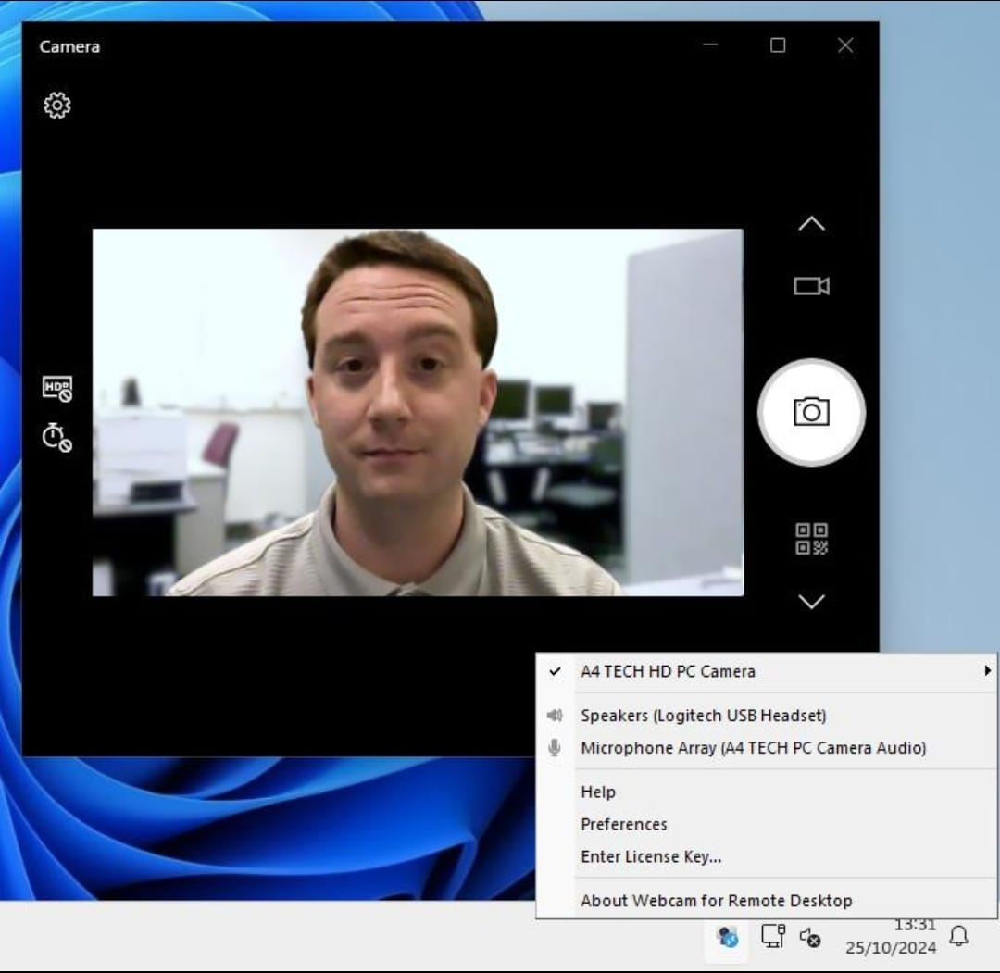 Camera
HDR
A4 TECH HD PC Camera
Speakers (Logitech USB Headset)
Microphone Array (A4 TECH PC Camera Audio)
Help
Preferences
Enter License Key...
About Webcam for Remote Desktop
13:31
25/10/2024